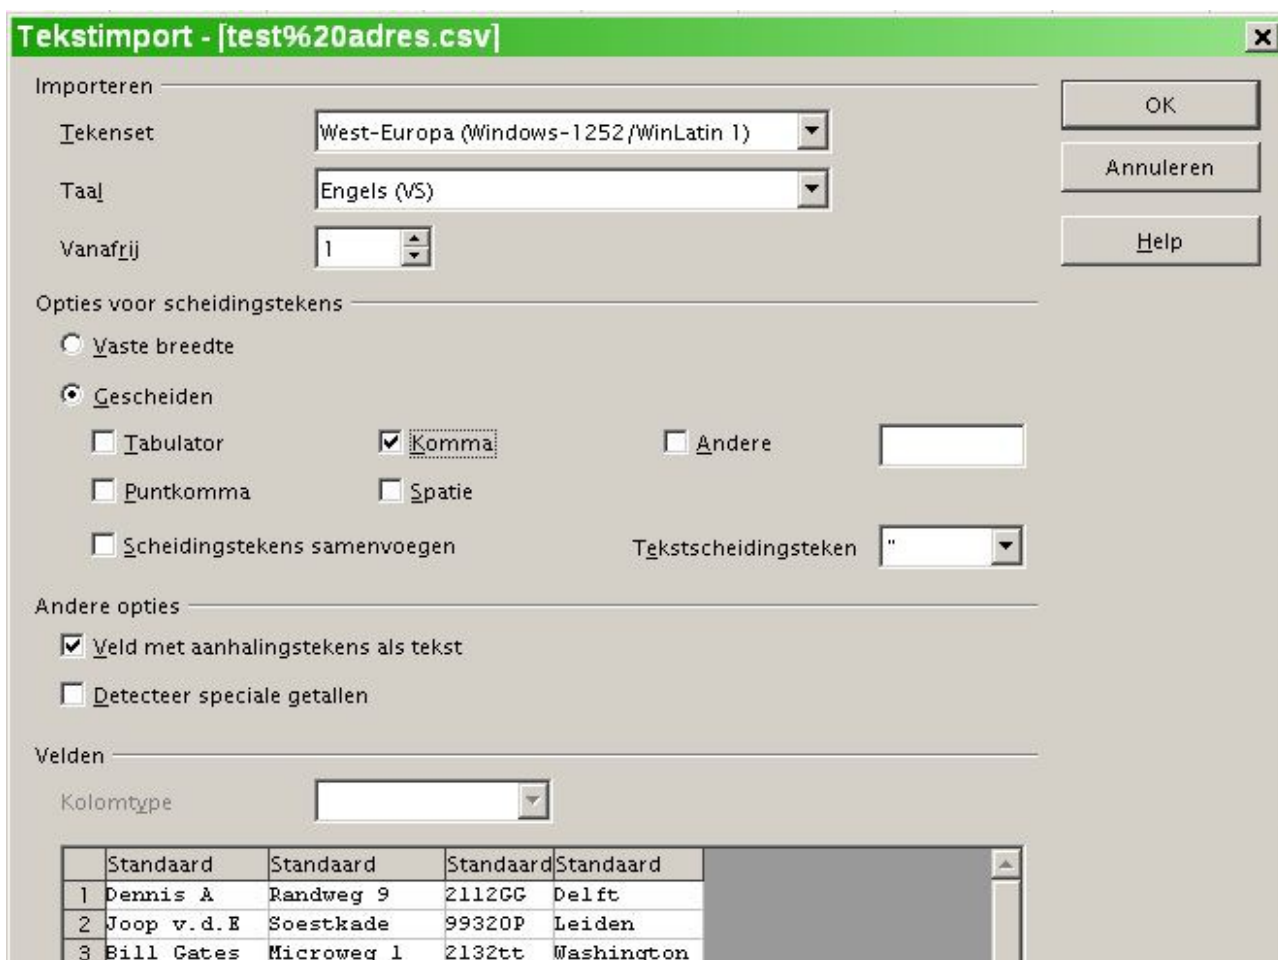 Tekstimport - [test%20adres.csv]
Importeren
OK
Tekenset
West-Europa (Windows-1252/WinLatin 1)
Annuleren
Taal
Engels (VS)
Vanafrij
1
Help
Opties voor scheidingstekens
Vaste breedte
Gescheiden
Tabulator
Komma
Andere
Puntkomma
Spatie
Scheidingstekens samenvoegen
Tekstscheidingsteken
"
Andere opties
Veld met aanhalingstekens als tekst
Detecteer speciale getallen
Velden
Kolomtype
Standaard Standaard Standaard Standaard
1 Dennis A Randweg 9 2112GG Delft
2 Joop v.d.E Soestkade 9932OP Leiden
3 Bill Gates Microweg 1 2132tt Washington